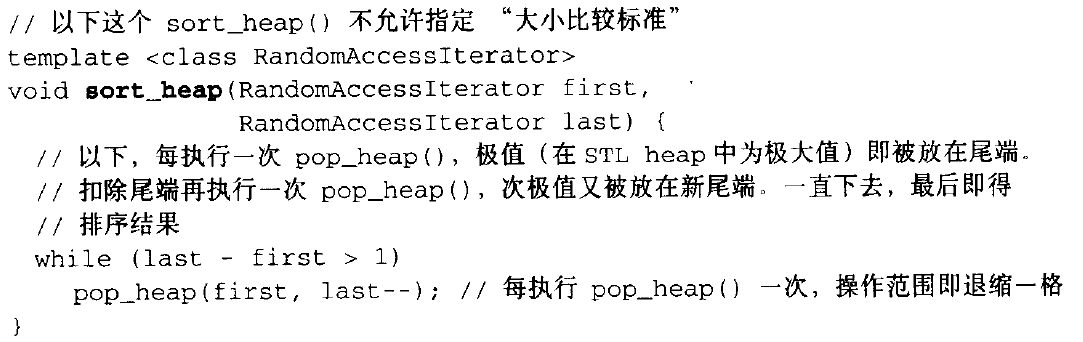 // 以下这个 sort_heap() 不允许指定 “大小比较标准”
template <class RandomAccessIterator>
void sort_heap(RandomAccessIterator first,
               RandomAccessIterator last) {
  // 以下，每执行一次 pop_heap()，极值（在 STL heap 中为极大值）即被放在尾端。
  // 扣除尾端再执行一次 pop_heap()，次极值又被放在新尾端。一直下去，最后即得
  // 排序结果
  while (last - first > 1)
    pop_heap(first, last--); // 每执行 pop_heap() 一次，操作范围即退缩一格
}